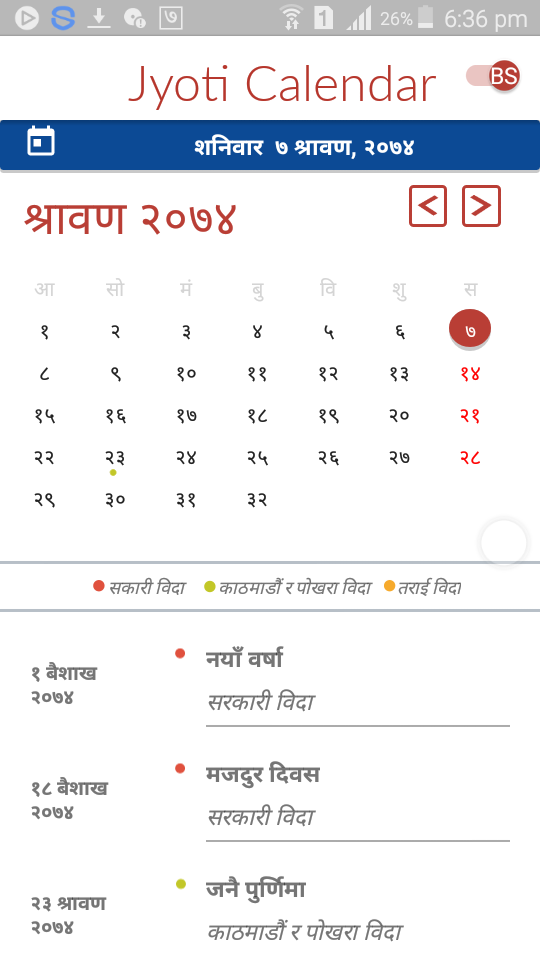 ७ 1 26% 6:36 pm
Jyoti Calendar BS
शनिवार ७ श्रावण, २०७४
श्रावण २०७४ < >
आ सो मं बु वि शु स
१ २ ३ ४ ५ ६ ७
८ ९ १० ११ १२ १३ १४
१५ १६ १७ १८ १९ २० २१
२२ २३ २४ २५ २६ २७ २८
२९ ३० ३१ ३२
सकारी विदा काठमाडौं र पोखरा विदा तराई विदा
नयाँ वर्षा
१ बैशाख
२०७४
सरकारी विदा
मजदुर दिवस
१८ बैशाख
२०७४
सरकारी विदा
जनै पुर्णिमा
२३ श्रावण
२०७४
काठमाडौं र पोखरा विदा